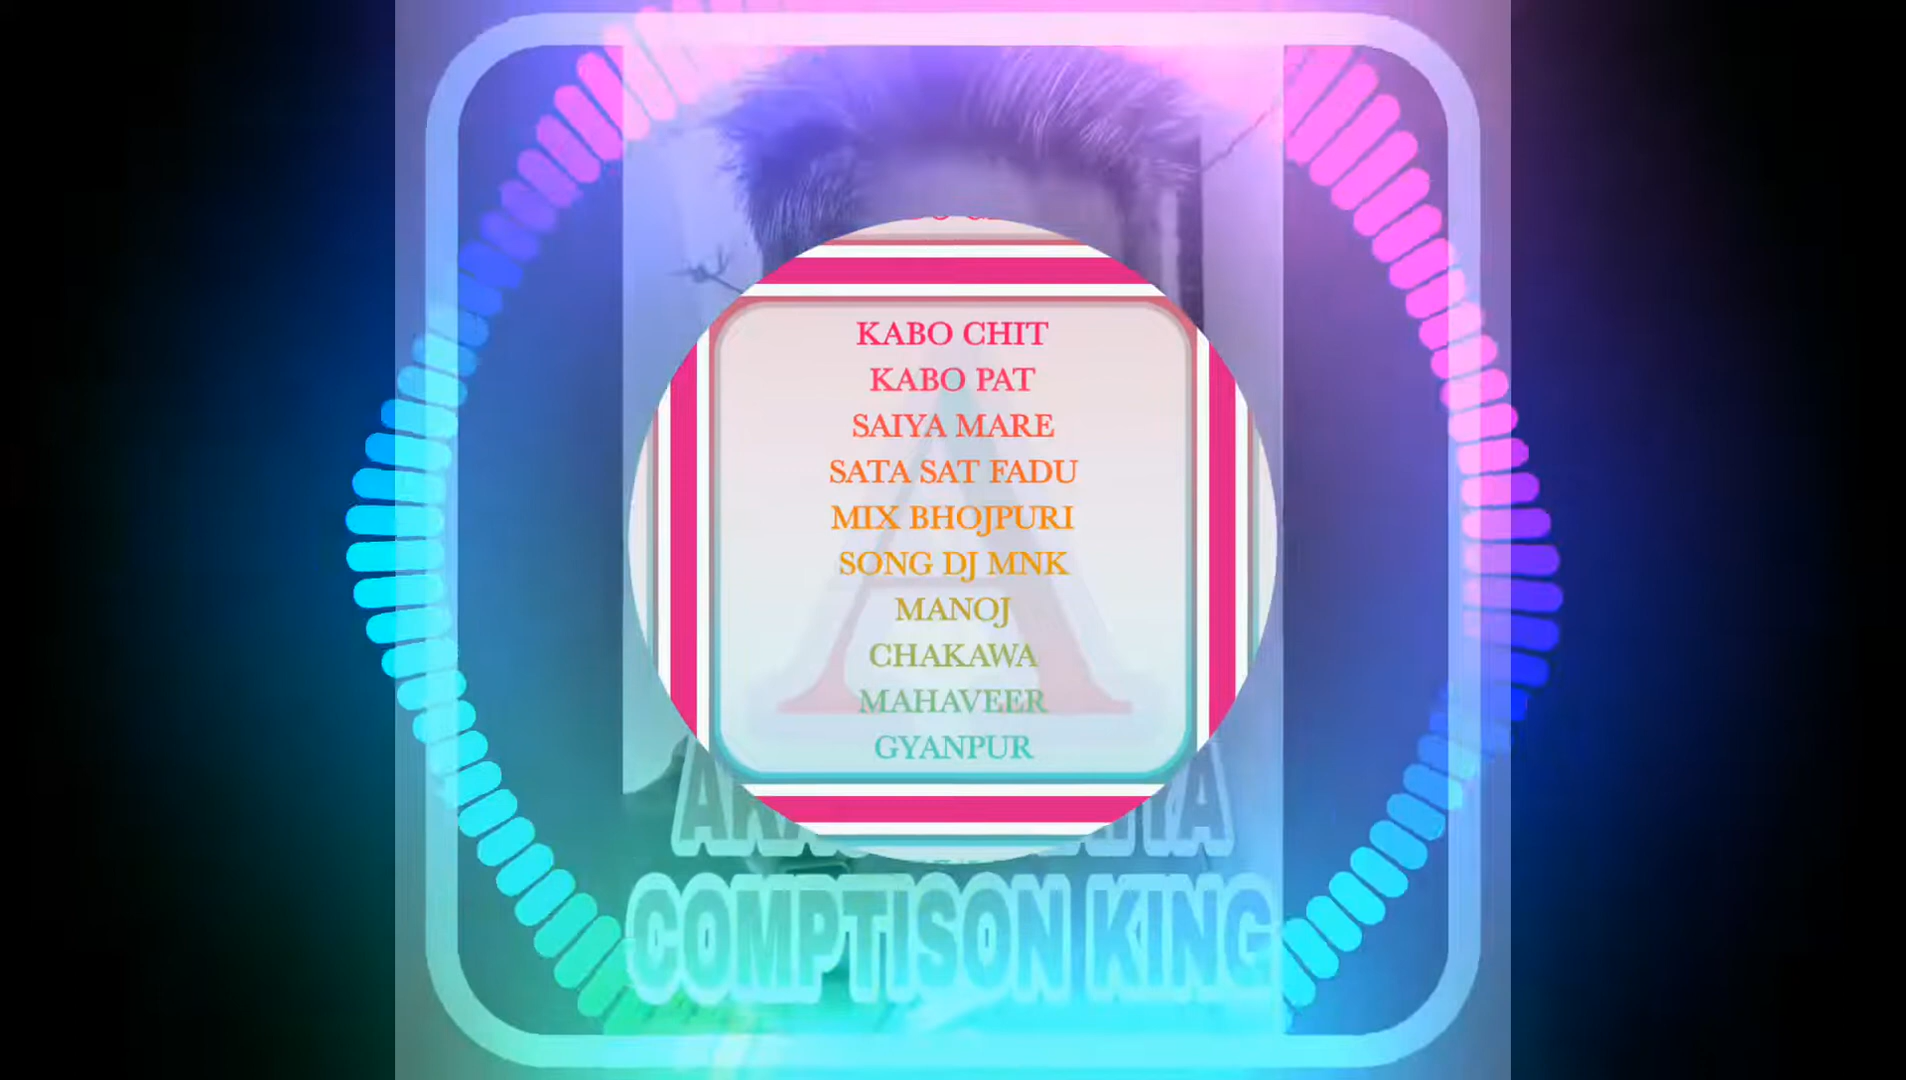 KABO CHIT
KABO PAT
SAIYA MARE
SATA SAT FADU
MIX BHOJPURI
SONG DJ MNK
MANOJ
CHAKAWA
MAHAVEER
GYANPUR
COMPTISON KING